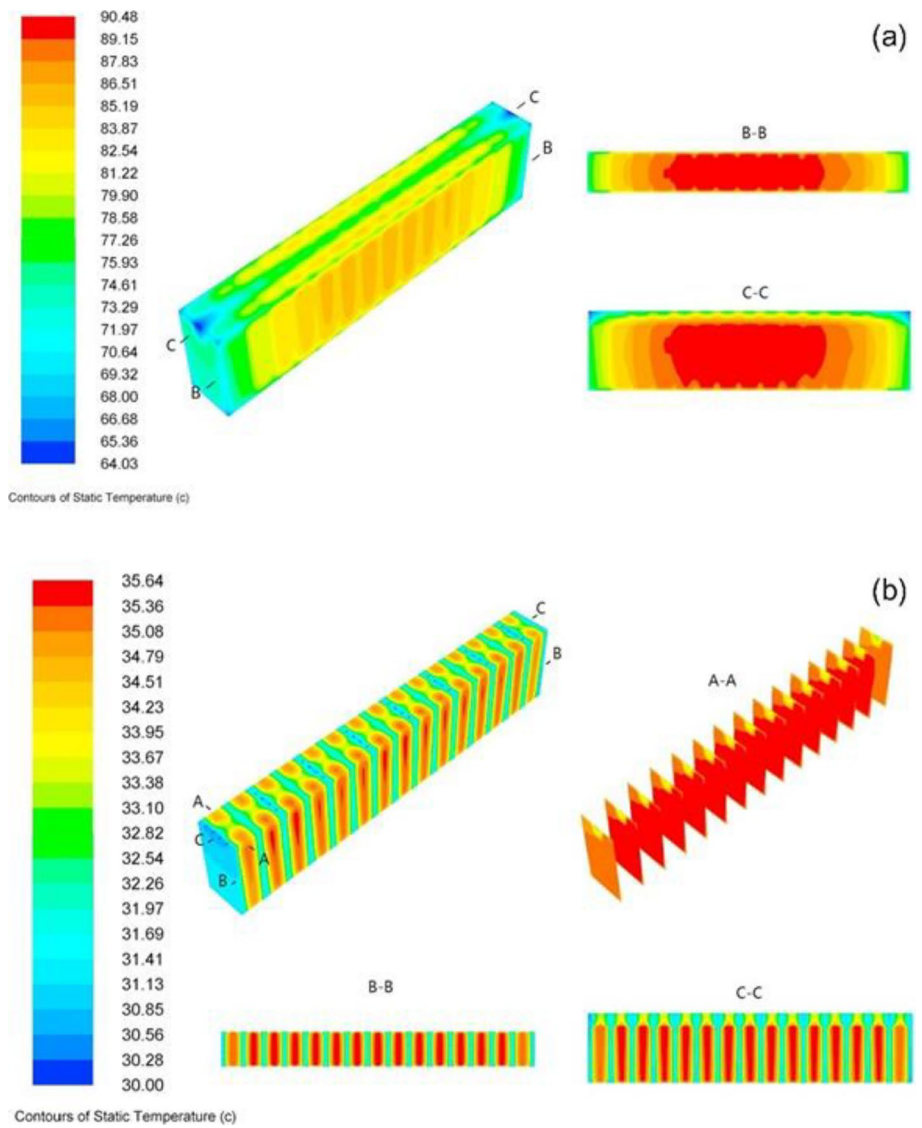 90.48
89.15
87.83
86.51
85.19
83.87
82.54
81.22
79.90
78.58
77.26
75.93
74.61
73.29
71.97
70.64
69.32
68.00
66.68
65.36
64.03
Contours of Static Temperature (c)
(a)
C
B
C
B
B-B
C-C
35.64
35.36
35.08
34.79
34.51
34.23
33.95
33.67
33.38
33.10
32.82
32.54
32.26
31.97
31.69
31.41
31.13
30.85
30.56
30.28
30.00
Contours of Static Temperature (c)
(b)
C
B
A
C
A
B
A-A
B-B
C-C